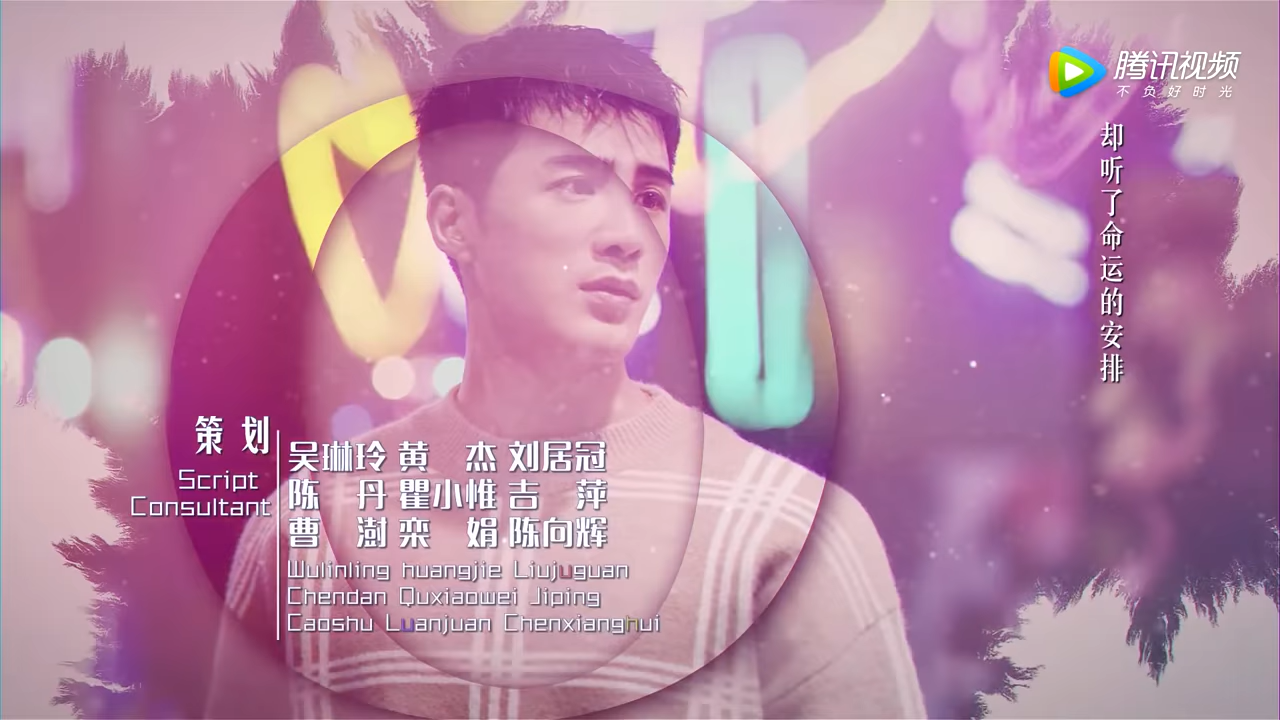 腾讯视频
不负好时光
却听了命运的安排
策划
Script
Consultant
吴琳玲 黄 杰 刘居冠
陈 丹 瞿小惟 吉 萍
曹 澍 栾 娟 陈向辉
Wulinling huangjie Liujuguan
Chendan Quxiaowei Jiping
Caoshu Luanjuan Chenxianghui